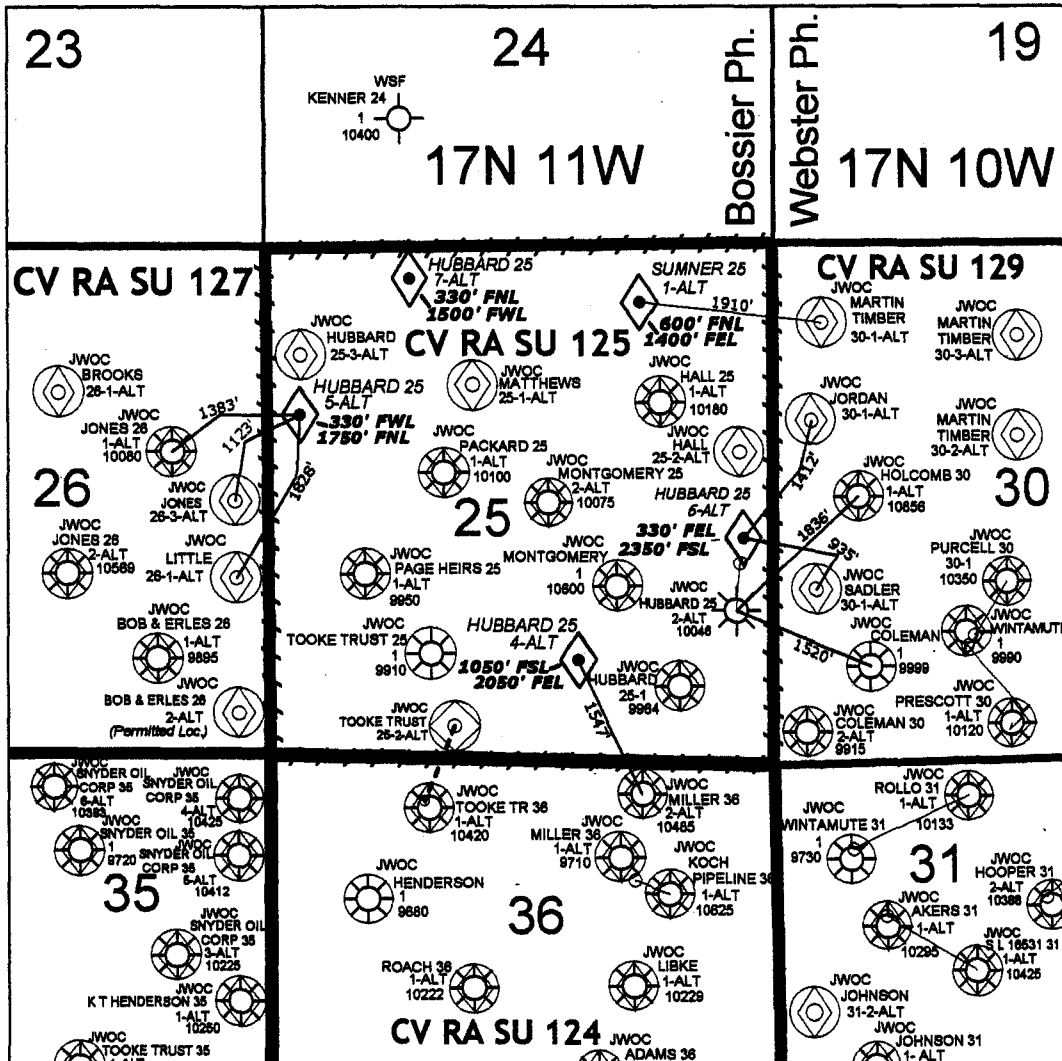 23
24
19
WSF
KENNER 24
1
10400
17N 11W
Bossier Ph.
Webster Ph.
17N 10W
CV RA SU 127
HUBBARD 25
7-ALT
330' FNL
1500' FWL
SUMNER 25
1-ALT
1910'
600' FNL
1400' FEL
CV RA SU 129
JWOC
MARTIN
TIMBER
30-1-ALT
JWOC
MARTIN
TIMBER
30-3-ALT
JWOC
HUBBARD
25-3-ALT
CV RA SU 125
JWOC
BROOKS
26-1-ALT
HUBBARD 25
5-ALT
330' FWL
1750' FNL
JWOC
MATTHEWS
25-1-ALT
JWOC
HALL 25
1-ALT
10180
JWOC
JORDAN
30-1-ALT
JWOC
MARTIN
TIMBER
30-2-ALT
1383'
JWOC
JONES 26
1-ALT
10080
1123'
1828'
JWOC
HALL
25-2-ALT
JWOC
PACKARD 25
1-ALT
10100
JWOC
MONTGOMERY 25
2-ALT
10075
1412'
JWOC
HOLCOMB 30
1-ALT
10856
26
JWOC
JONES
26-3-ALT
25
HUBBARD 25
6-ALT
330' FEL
2350' FSL
1836'
935'
30
JWOC
JONES 26
2-ALT
10569
JWOC
LITTLE
26-1-ALT
JWOC
PAGE HEIRS 25
1-ALT
9950
JWOC
MONTGOMERY
1
10600
JWOC
HUBBARD 25
2-ALT
10046
JWOC
SADLER
30-1-ALT
JWOC
PURCELL 30
30-1
10350
JWOC
BOB & ERLES 26
1-ALT
9895
JWOC
TOOKE TRUST 25
1
9910
HUBBARD 25
4-ALT
1050' FSL
2050' FEL
1520'
JWOC
COLEMAN
1
9999
JWOC
WINTAMUTE
1
9990
JWOC
BOB & ERLES 26
2-ALT
(Permitted Loc.)
JWOC
TOOKE TRUST
25-2-ALT
1547'
JWOC
HUBBARD
25-1
9964
JWOC
COLEMAN 30
2-ALT
9915
JWOC
PRESCOTT 30
1-ALT
10120
JWOC
SNYDER OIL
CORP 35
6-ALT
10383
JWOC
SNYDER OIL
CORP 35
4-ALT
10425
JWOC
TOOKE TR 36
1-ALT
10420
JWOC
MILLER 36
2-ALT
10485
JWOC
ROLLO 31
1-ALT
10133
JWOC
SNYDER OIL 35
1
9720
JWOC
SNYDER OIL
CORP 35
5-ALT
10412
JWOC
MILLER 36
1-ALT
9710
JWOC
KOCH
PIPELINE 36
1-ALT
10625
JWOC
WINTAMUTE 31
1
9730
35
JWOC
HENDERSON
1
9680
36
31
JWOC
HOOPER 31
2-ALT
10386
JWOC
SNYDER OIL
CORP 35
3-ALT
10225
JWOC
AKERS 31
1-ALT
10295
JWOC
S L 16531 31
1-ALT
10425
JWOC
K T HENDERSON 35
1-ALT
10250
JWOC
ROACH 36
1-ALT
10222
JWOC
LIBKE
1-ALT
10229
JWOC
JOHNSON
31-2-ALT
CV RA SU 124
JWOC
TOOKE TRUST 35
JWOC
ADAMS 36
JWOC
JOHNSON 31
1- ALT